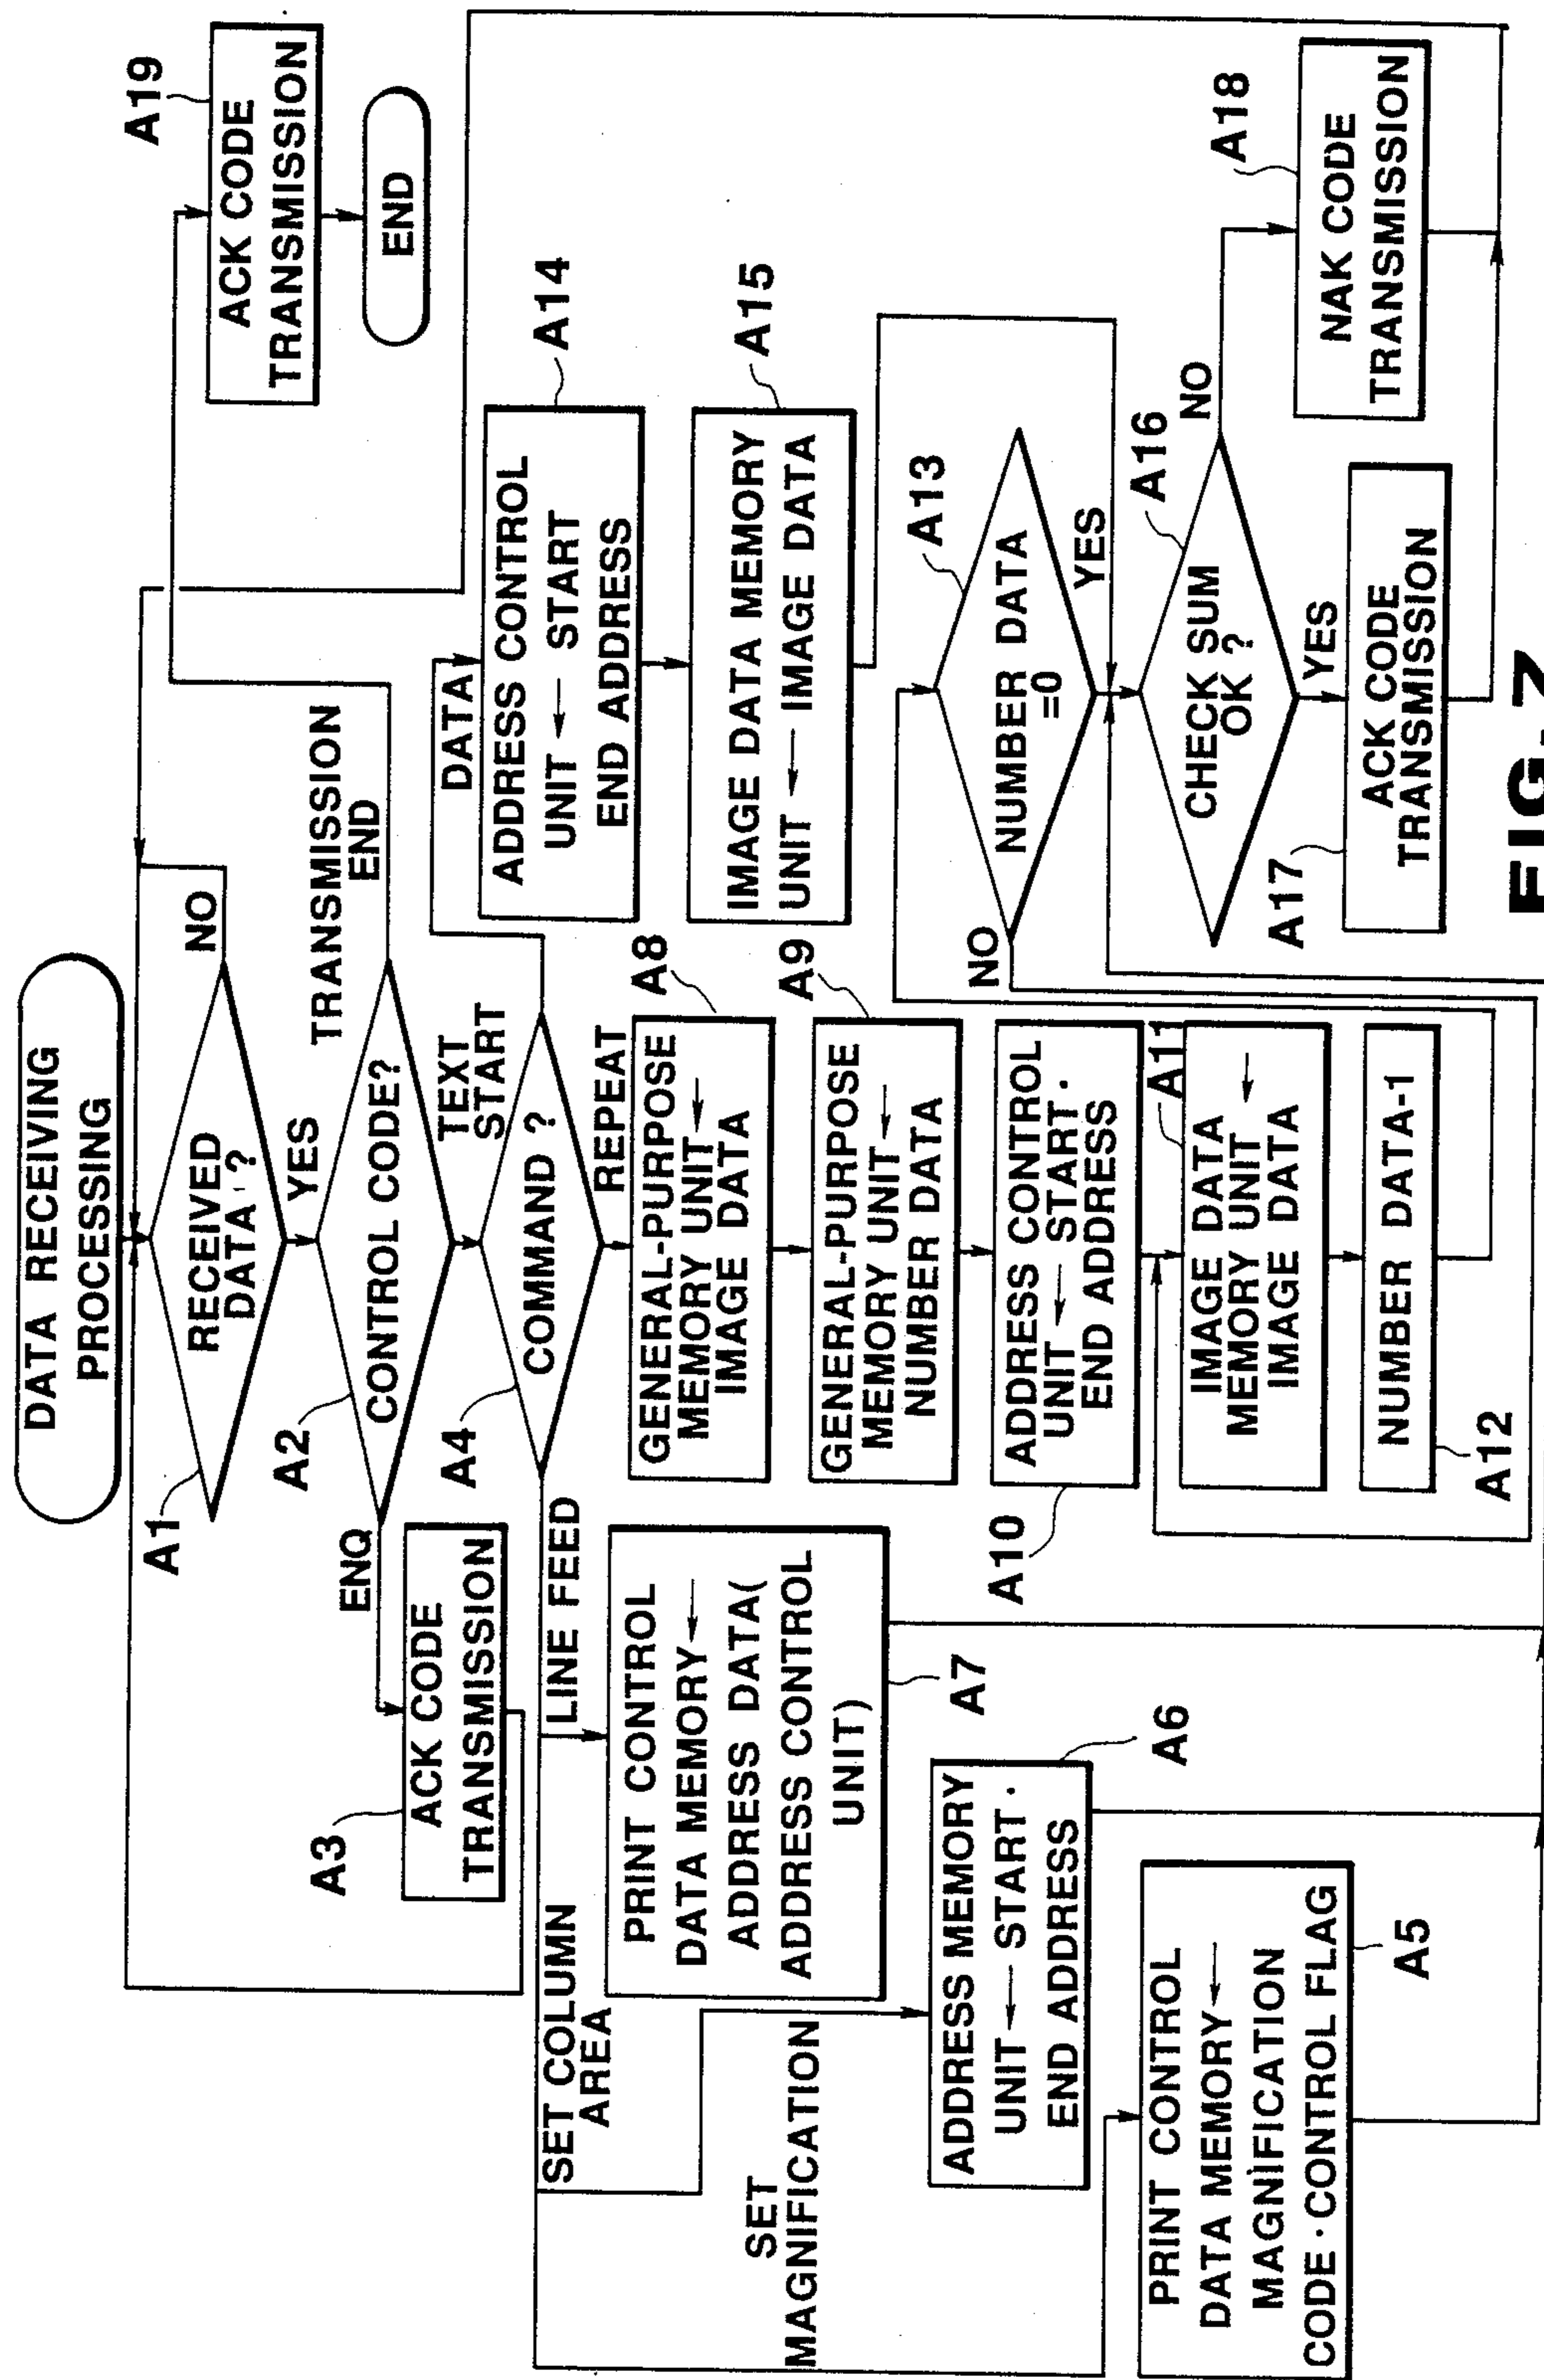 DATA RECEIVING
PROCESSING
A1
RECEIVED
DATA ?
NO
YES
A2
CONTROL CODE?
TRANSMISSION
END
ENQ
A3
ACK CODE
TRANSMISSION
TEXT
START
A4
COMMAND ?
LINE FEED
SET COLUMN
AREA
SET
MAGNIFICATION
REPEAT
DATA
PRINT CONTROL
DATA MEMORY←
MAGNIFICATION
CODE・CONTROL FLAG
A5
ADDRESS MEMORY
UNIT ← START・
END ADDRESS
A6
PRINT CONTROL
DATA MEMORY←
ADDRESS DATA(
ADDRESS CONTROL
UNIT)
A7
GENERAL-PURPOSE
MEMORY UNIT←
IMAGE DATA
A8
GENERAL-PURPOSE
MEMORY UNIT←
NUMBER DATA
A9
ADDRESS CONTROL
UNIT ← START・
END ADDRESS
A10
IMAGE DATA
MEMORY UNIT ←
IMAGE DATA
A11
NUMBER DATA-1
A12
NUMBER DATA
=0
A13
NO
YES
ADDRESS CONTROL
UNIT ← START
END ADDRESS
A14
IMAGE DATA MEMORY
UNIT ← IMAGE DATA
A15
CHECK SUM
OK ?
A16
NO
YES
ACK CODE
TRANSMISSION
A17
NAK CODE
TRANSMISSION
A18
ACK CODE
TRANSMISSION
A19
END
FIG.7